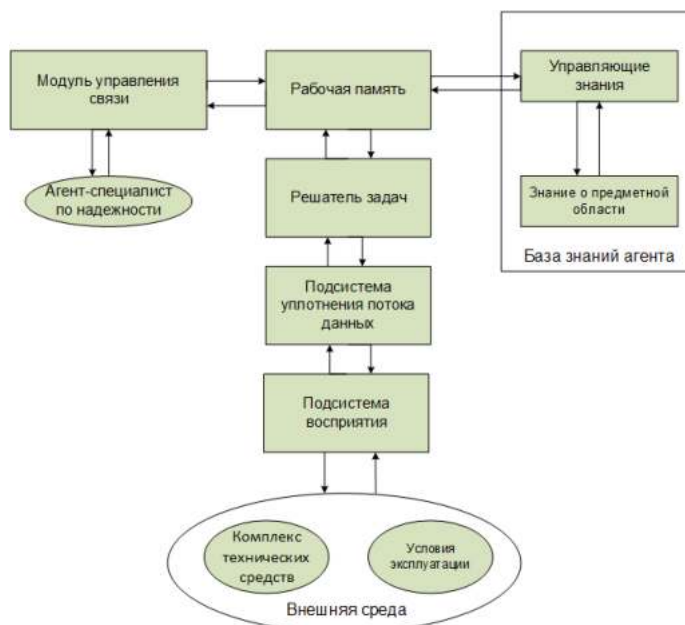 Модуль управления
связи
Рабочая память
Управляющие
знания
Агент-специалист
по надежности
Решатель задач
Знание о предметной
области
База знаний агента
Подсистема
уплотнения потока
данных
Подсистема
восприятия
Комплекс
технических
средств
Условия
эксплуатации
Внешняя среда